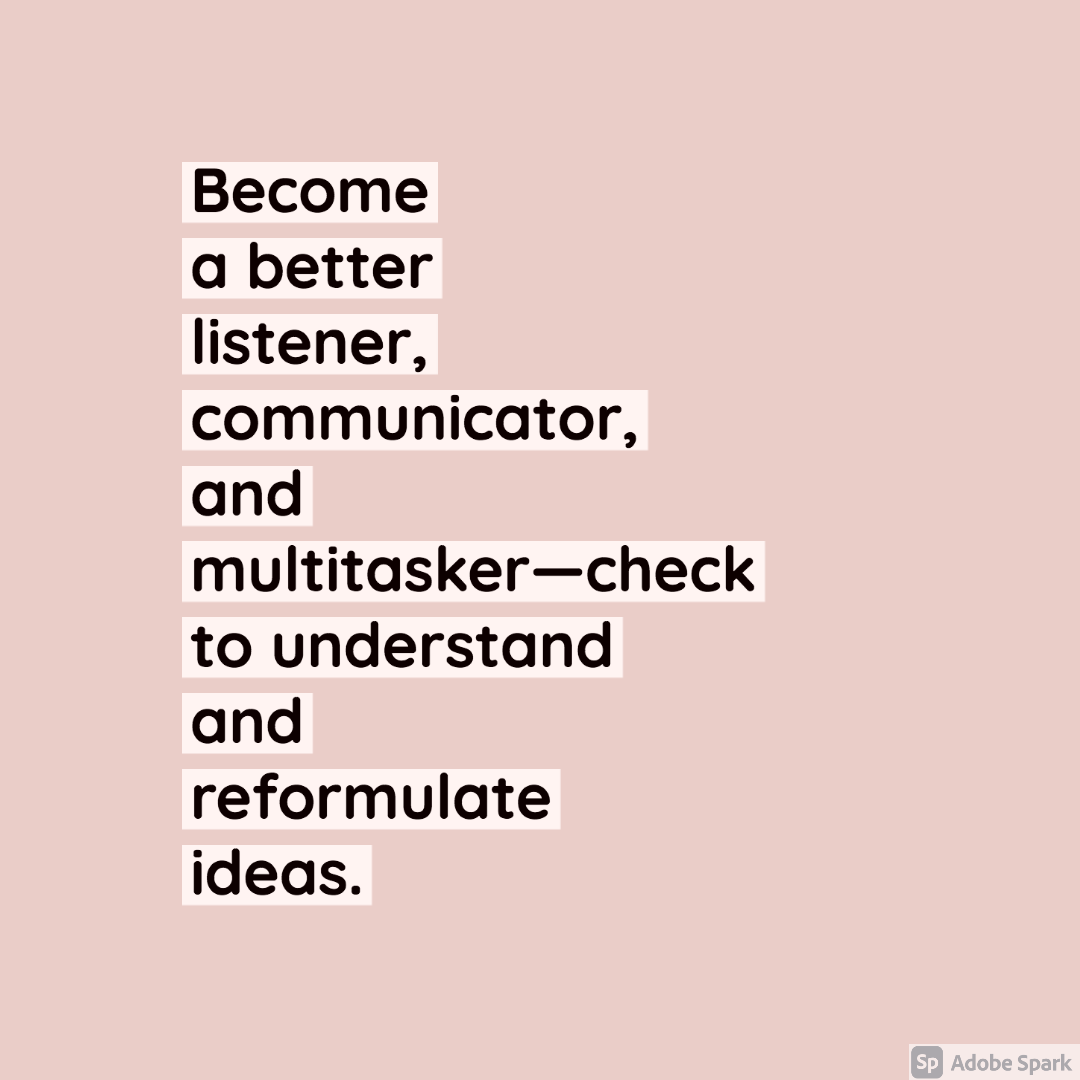 Become
a better
listener,
communicator,
and
multitasker—check
to understand
and
reformulate
ideas.
Sp Adobe Spark